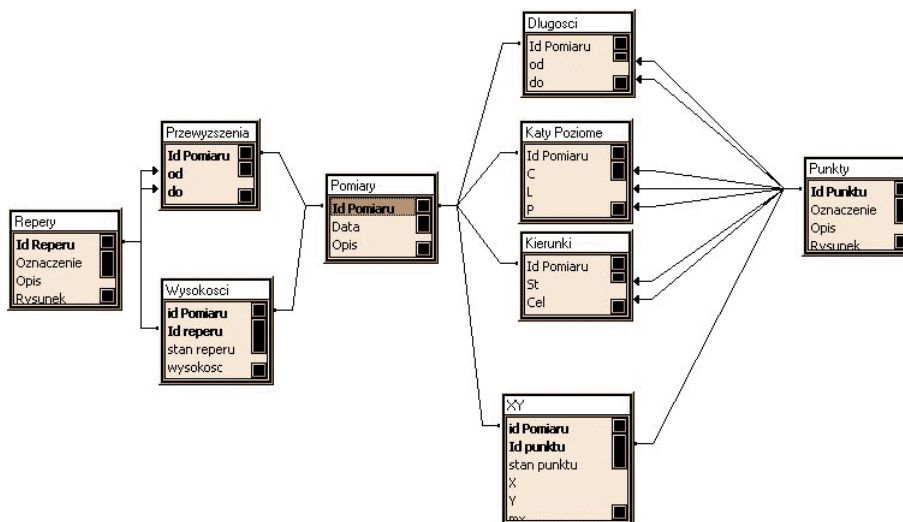 Repery
Id Reperu
Oznaczenie
Opis
Rysunek
Przewyzszenia
Id Pomiaru
od
do
Wysokosci
id Pomiaru
Id reperu
stan reperu
wysokosc
Pomiary
Id Pomiaru
Data
Opis
Dlugosci
Id Pomiaru
od
do
Katy Poziome
Id Pomiaru
C
L
P
Kierunki
Id Pomiaru
St
Cel
XY
id Pomiaru
Id punktu
stan punktu
X
Y
mx
Punkty
Id Punktu
Oznaczenie
Opis
Rysunek